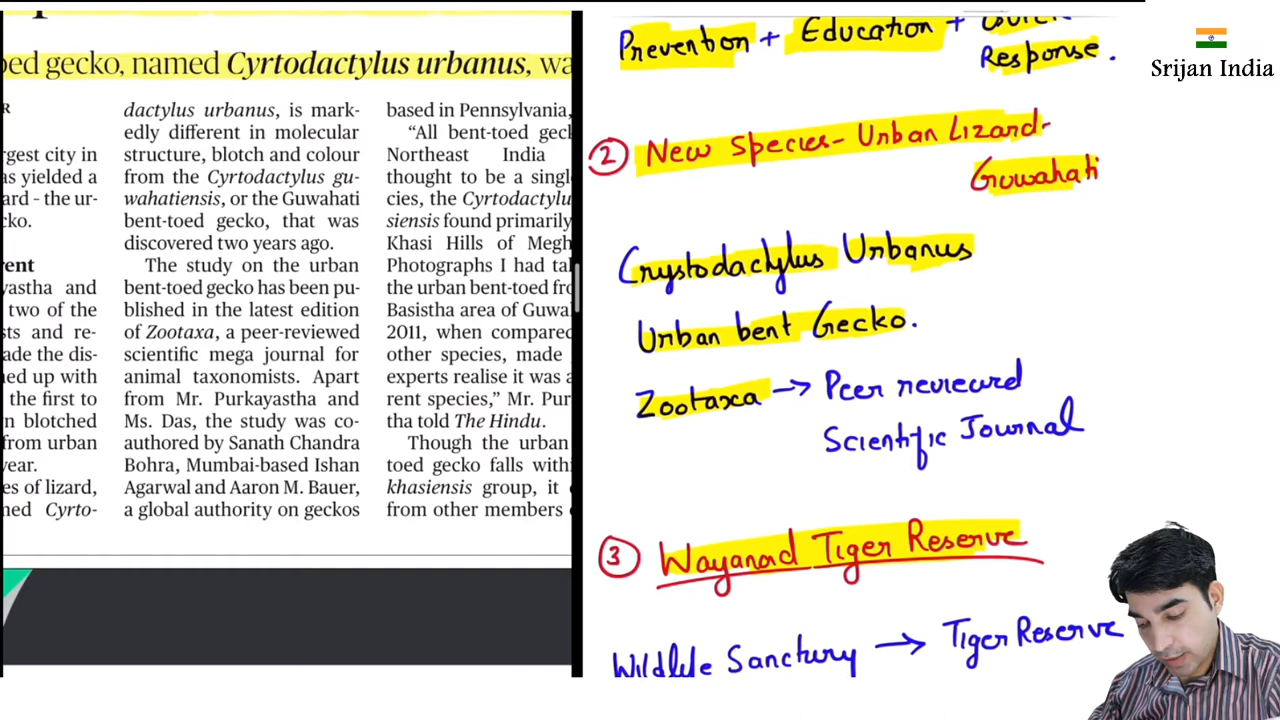 oed gecko, named Cyrtodactylus urbanus, wa
R
rgest city in
as yielded a
ard – the ur-
cko.
rent
yastha and
two of the
sts and re-
ade the dis-
ned up with
the first to
n blotched
from urban
year.
es of lizard,
ned Cyrto-
dactylus urbanus, is mark-
edly different in molecular
structure, blotch and colour
from the Cyrtodactylus gu-
wahatiensis, or the Guwahati
bent-toed gecko, that was
discovered two years ago.
The study on the urban
bent-toed gecko has been pu-
blished in the latest edition
of Zootaxa, a peer-reviewed
scientific mega journal for
animal taxonomists. Apart
from Mr. Purkayastha and
Ms. Das, the study was co-
authored by Sanath Chandra
Bohra, Mumbai-based Ishan
Agarwal and Aaron M. Bauer,
a global authority on geckos
based in Pennsylvania,
“All bent-toed geck
Northeast India
thought to be a singl
cies, the Cyrtodactylu
siensis found primarily
Khasi Hills of Megh
Photographs I had tal
the urban bent-toed fro
Basistha area of Guwal
2011, when compared
other species, made
experts realise it was a
rent species,” Mr. Pur
tha told The Hindu.
Though the urban
toed gecko falls withi
khasiensis group, it
from other members
Prevention + Education +
Response.
② New Species- Urban Lizard-
Guwahati
Crystodactylus Urbanus
Urban bent Gecko.
Zootaxa → Peer reviewed
Scientific Journal
③ Wayanad Tiger Reserve
Wildlife Sanctury → Tiger Reserve
Srijan India